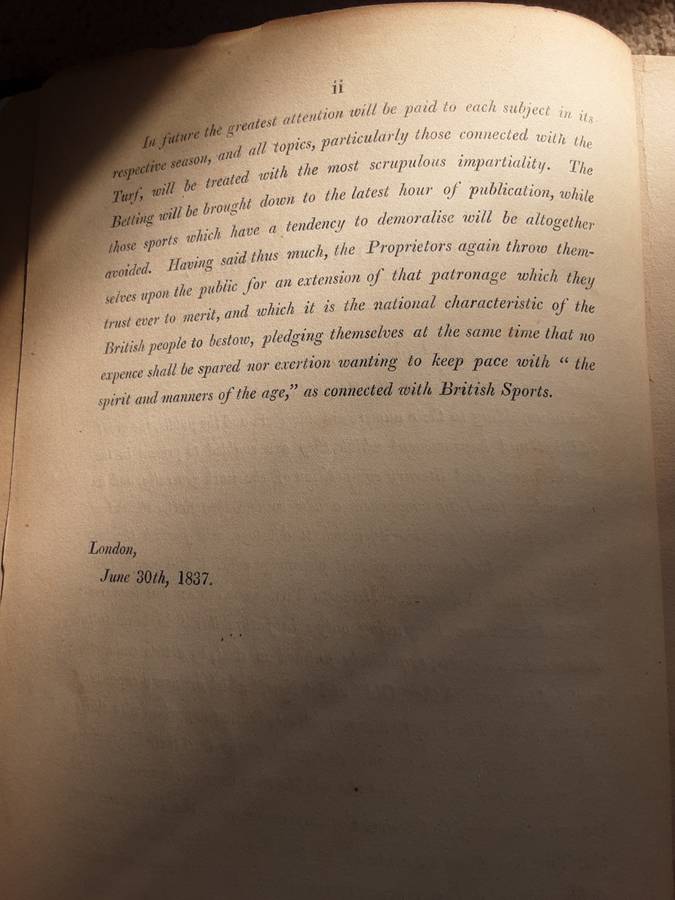 ii
In future the greatest attention will be paid to each subject in its
respective season, and all topics, particularly those connected with the
Turf, will be treated with the most scrupulous impartiality. The
Betting will be brought down to the latest hour of publication, while
those sports which have a tendency to demoralise will be altogether
avoided. Having said thus much, the Proprietors again throw them-
selves upon the public for an extension of that patronage which they
trust ever to merit, and which it is the national characteristic of the
British people to bestow, pledging themselves at the same time that no
expence shall be spared nor exertion wanting to keep pace with “ the
spirit and manners of the age,” as connected with British Sports.
London,
June 30th, 1837.